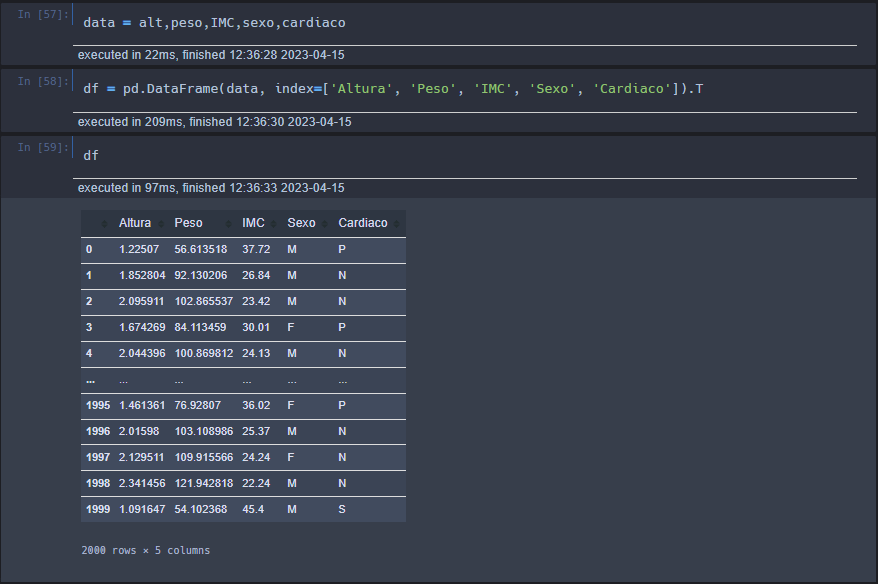 In [57]: data = alt,peso,IMC,sexo,cardiaco
executed in 22ms, finished 12:36:28 2023-04-15
In [58]: df = pd.DataFrame(data, index=['Altura', 'Peso', 'IMC', 'Sexo', 'Cardiaco']).T
executed in 209ms, finished 12:36:30 2023-04-15
In [59]: df
executed in 97ms, finished 12:36:33 2023-04-15
Altura Peso IMC Sexo Cardiaco
0 1.22507 56.613518 37.72 M P
1 1.852804 92.130206 26.84 M N
2 2.095911 102.865537 23.42 M N
3 1.674269 84.113459 30.01 F P
4 2.044396 100.869812 24.13 M N
... ... ... ... ... ...
1995 1.461361 76.92807 36.02 F P
1996 2.01598 103.108986 25.37 M N
1997 2.129511 109.915566 24.24 F N
1998 2.341456 121.942818 22.24 M N
1999 1.091647 54.102368 45.4 M S
2000 rows × 5 columns